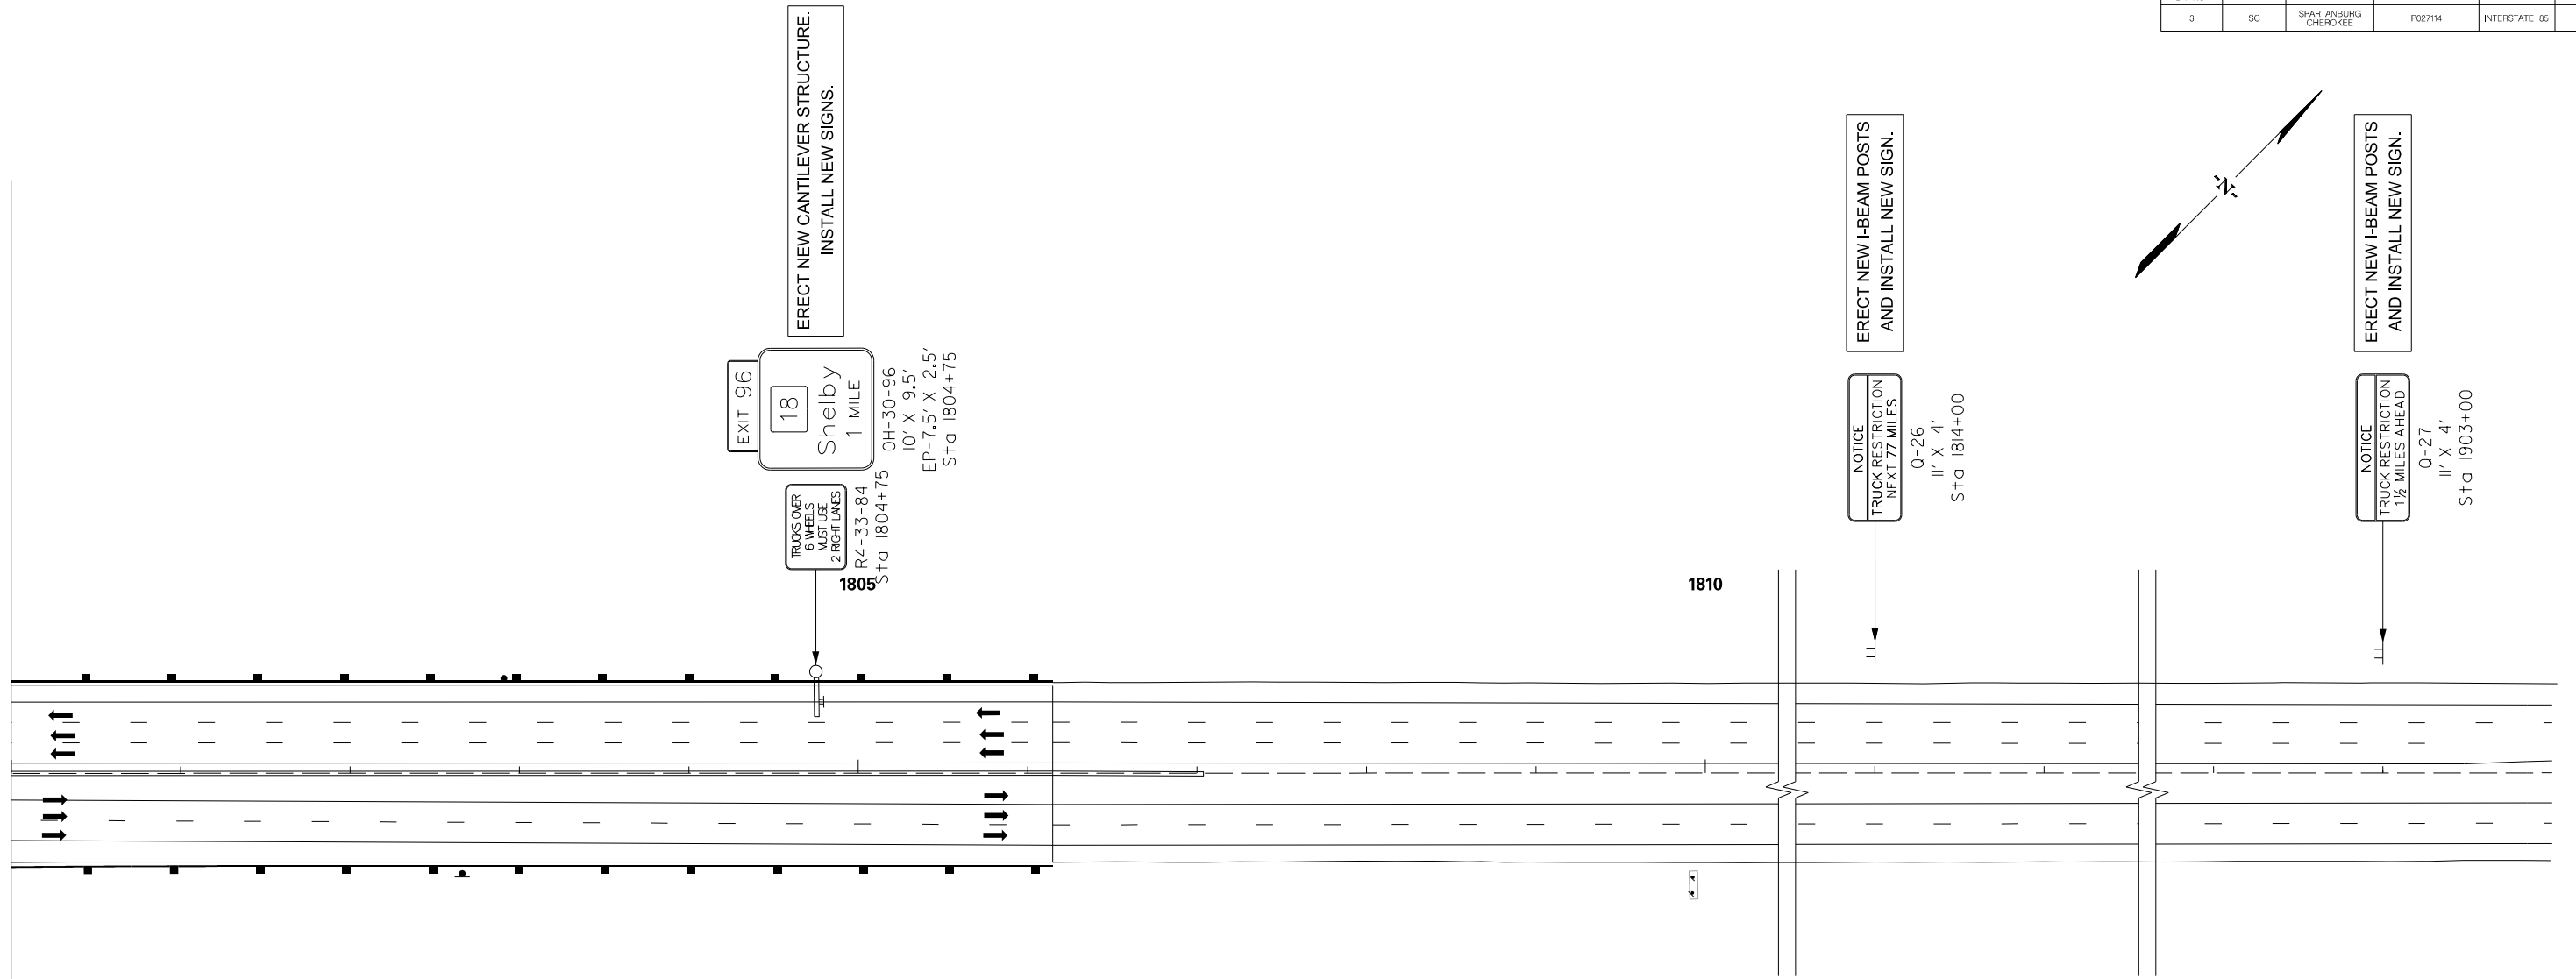 3 SC SPARTANBURG CHEROKEE P027114 INTERSTATE 85
ERECT NEW CANTILEVER STRUCTURE.
INSTALL NEW SIGNS.
EXIT 96
18
Shelby
1 MILE
OH-30-96
10' X 9.5'
EP-7.5' X 2.5'
Sta 1804+75
TRUCKS OVER
6 WHEELS
MUST USE
2 RIGHT LANES
R4-33-84
Sta 1804+75
1805
1810
ERECT NEW I-BEAM POSTS
AND INSTALL NEW SIGN.
NOTICE
TRUCK RESTRICTION
NEXT 77 MILES
Q-26
11' X 4'
Sta 1814+00
N
ERECT NEW I-BEAM POSTS
AND INSTALL NEW SIGN.
NOTICE
TRUCK RESTRICTION
1½ MILES AHEAD
Q-27
11' X 4'
Sta 1903+00